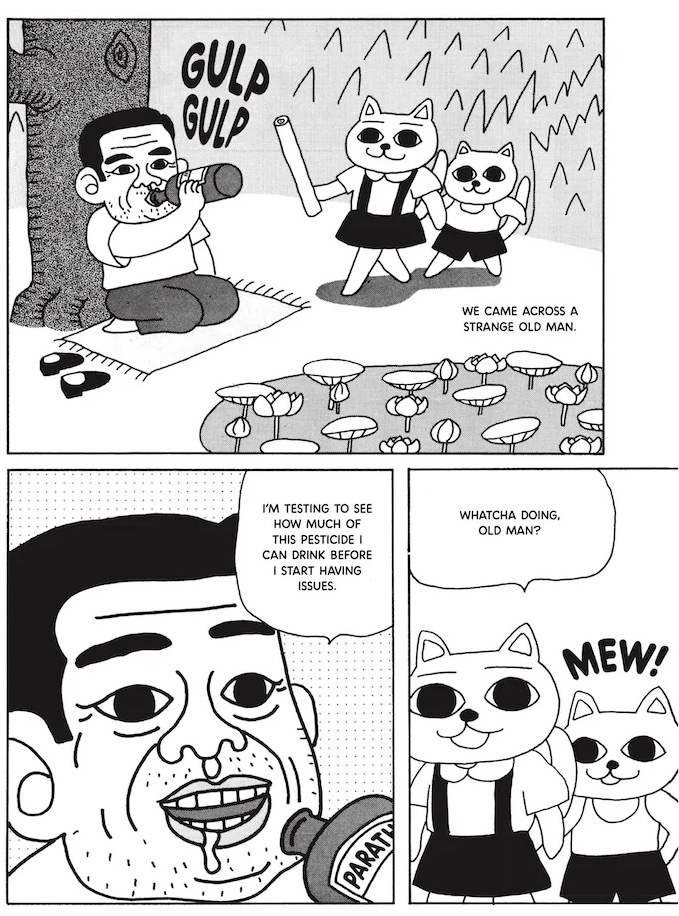 GULP
GULP
WE CAME ACROSS A
STRANGE OLD MAN.
WHATCHA DOING,
OLD MAN?
MEW!
I'M TESTING TO SEE
HOW MUCH OF
THIS PESTICIDE I
CAN DRINK BEFORE
I START HAVING
ISSUES.